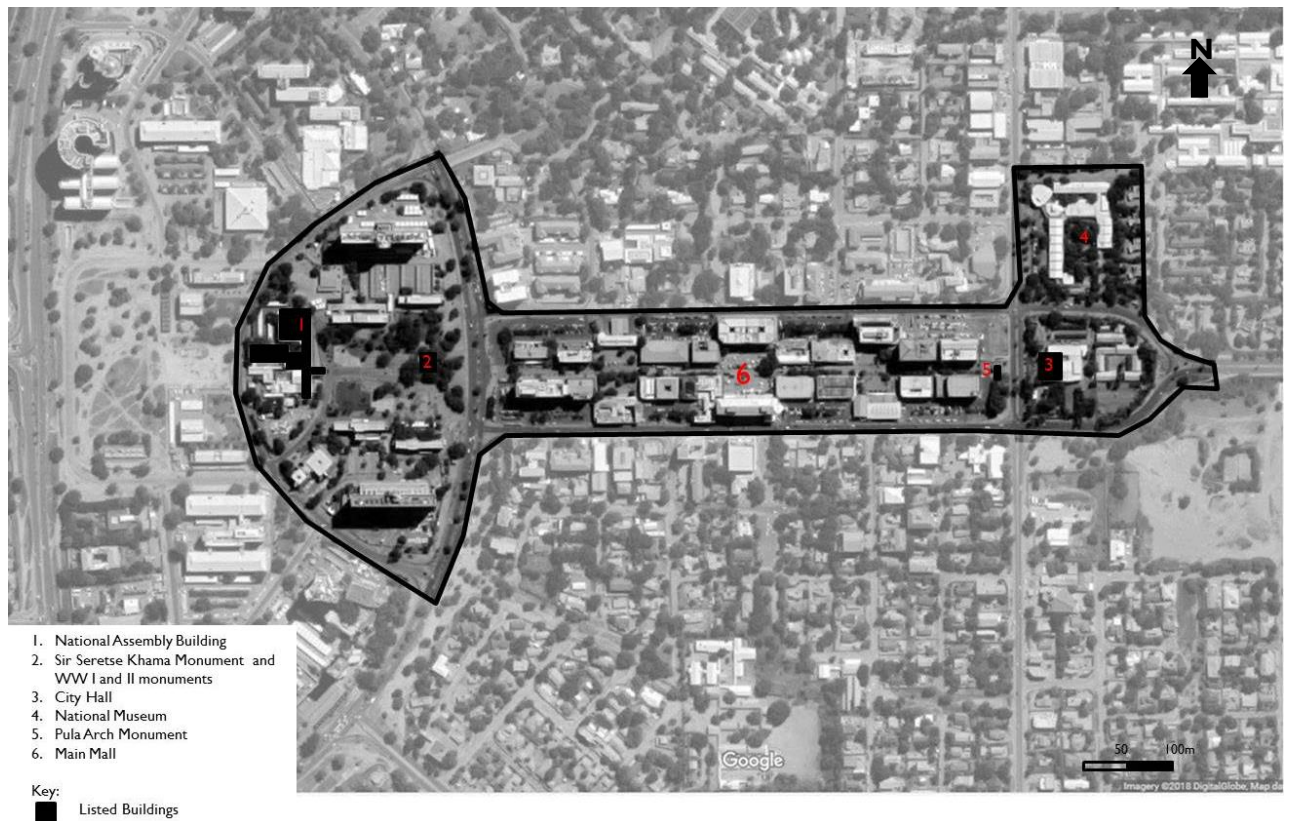 N
1
2
3
4
5
6
1. National Assembly Building
2. Sir Seretse Khama Monument and
WW I and II monuments
3. City Hall
4. National Museum
5. Pula Arch Monument
6. Main Mall
Key:
Listed Buildings
Google
50 100m
Imagery ©2018 DigitalGlobe, Map da